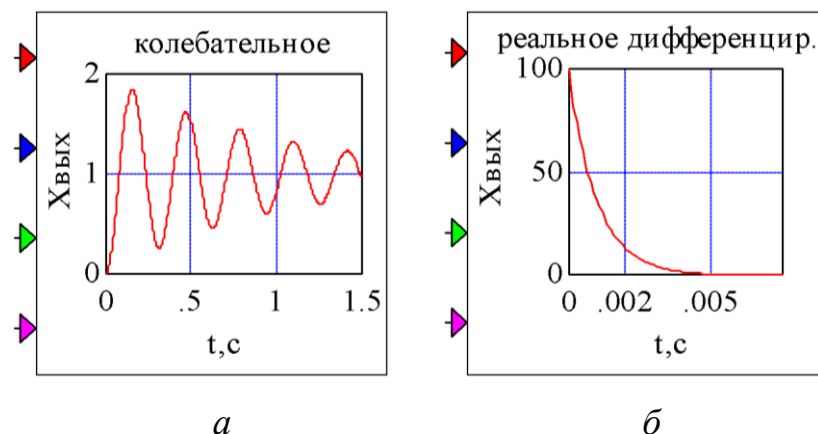 колебательное
2
1
0
Xвых
0 .5 1 1.5
t,c
а
реальное дифференцир.
100
50
0
Xвых
0 .002 .005
t,c
б